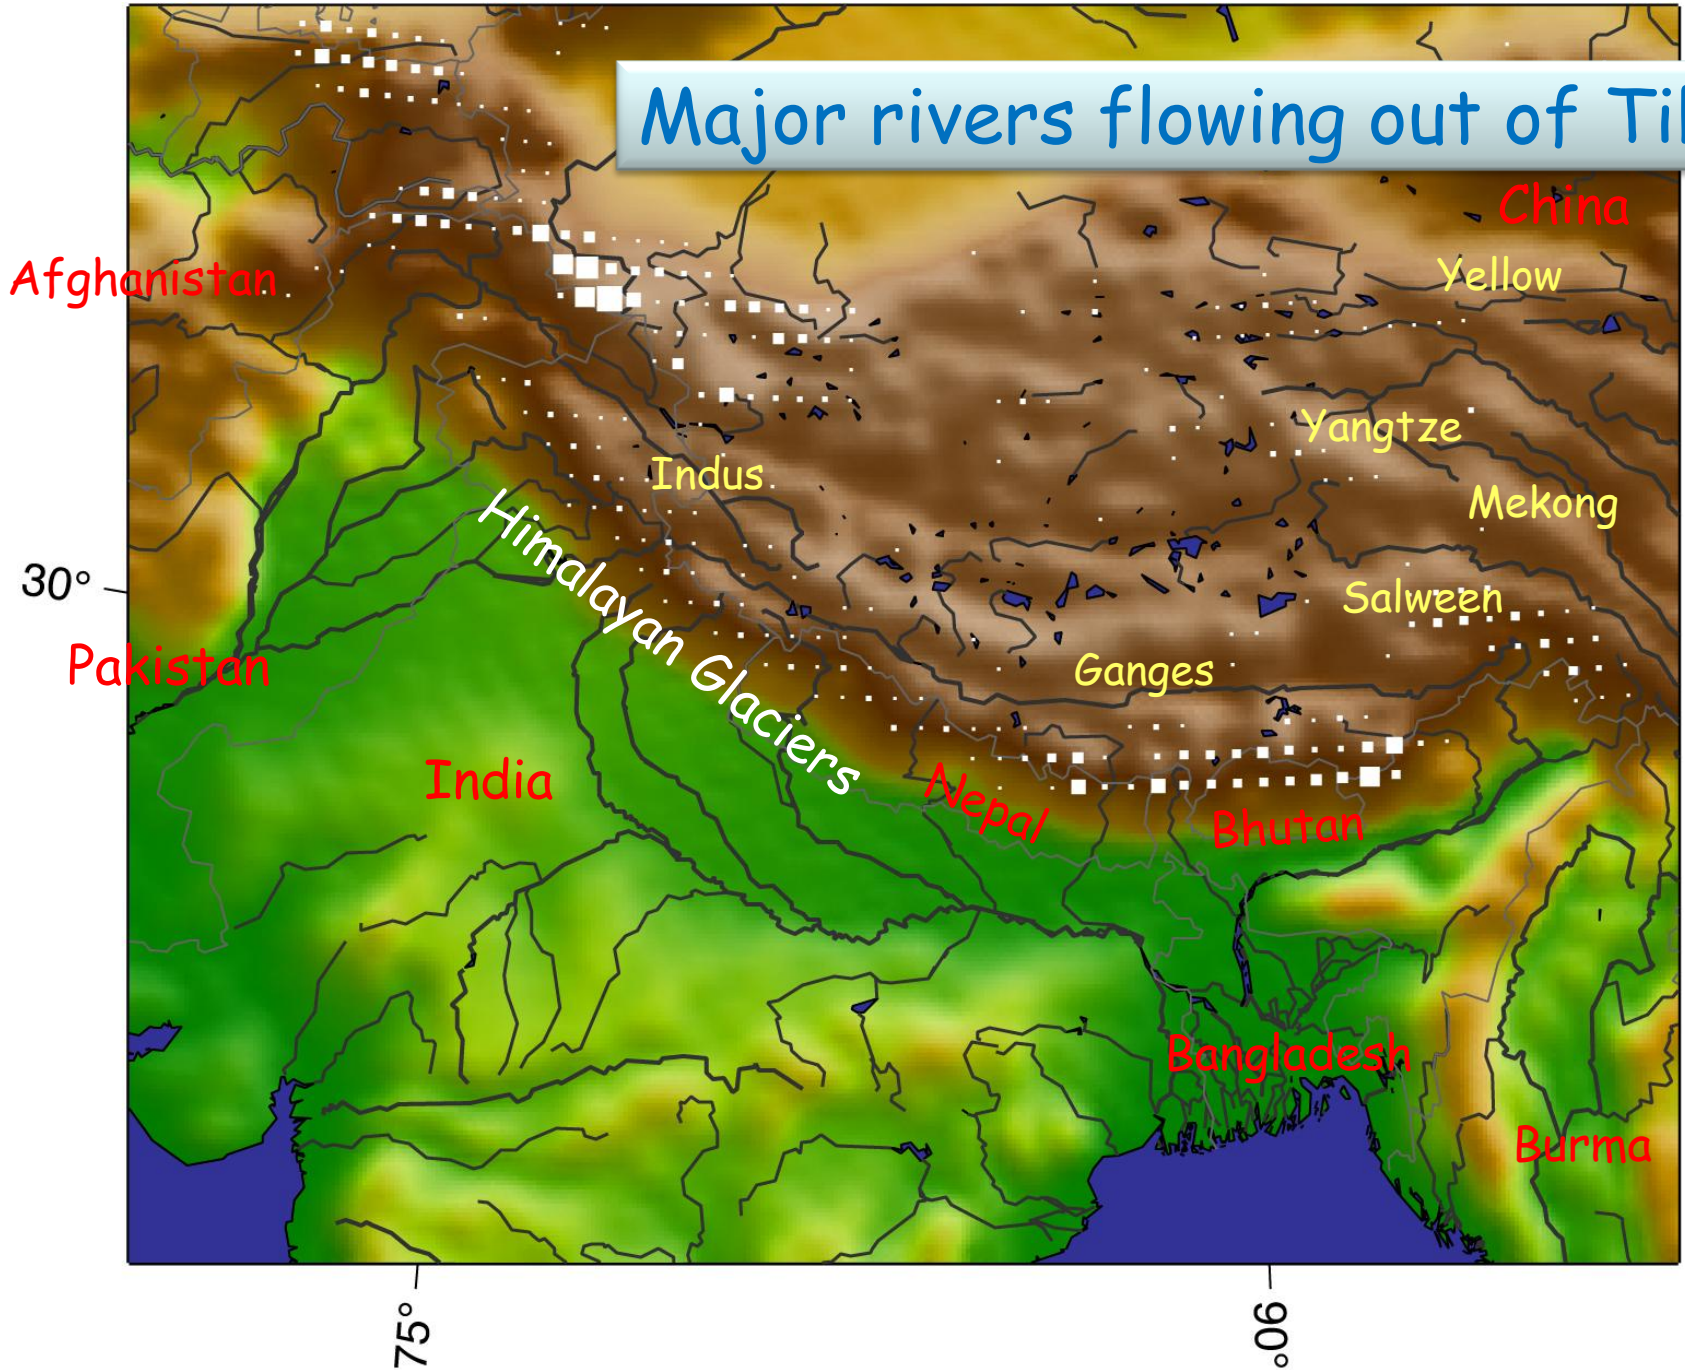 Major rivers flowing out of Ti
China
Yellow
Afghanistan
Yangtze
Indus
Mekong
Himalayan Glaciers
30°
Salween
Pakistan
Ganges
India
Nepal
Bhutan
Bangladesh
Burma
75°
90°